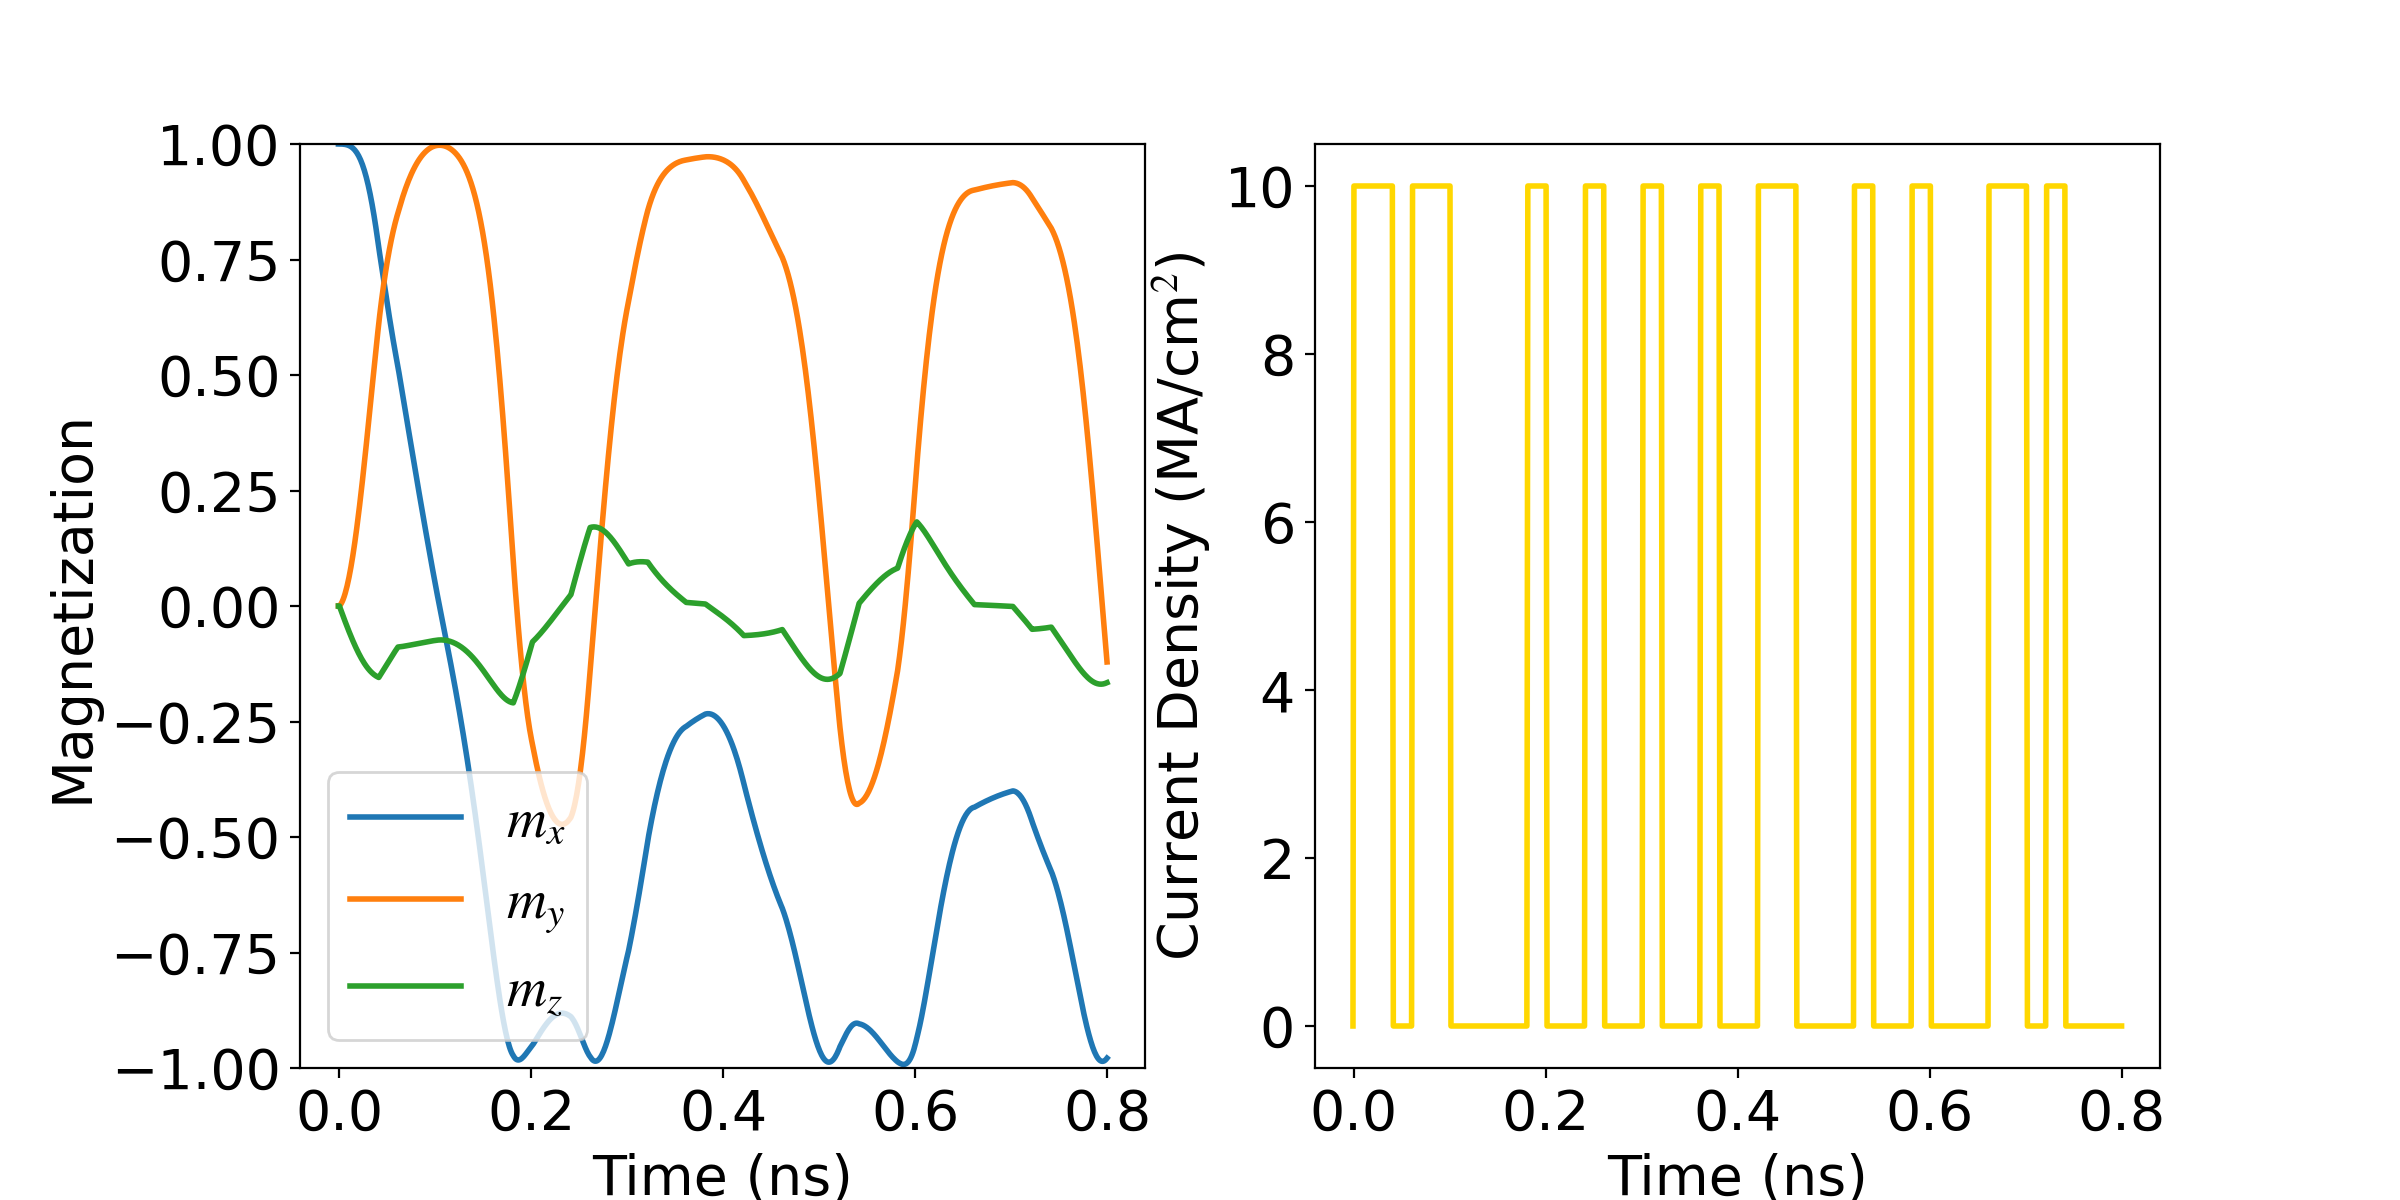 Magnetization
1.00
0.75
0.50
0.25
0.00
−0.25
−0.50
−0.75
−1.00
m_x
m_y
m_z
0.0 0.2 0.4 0.6 0.8
Time (ns)
Current Density (MA/cm²)
10
8
6
4
2
0
0.0 0.2 0.4 0.6 0.8
Time (ns)